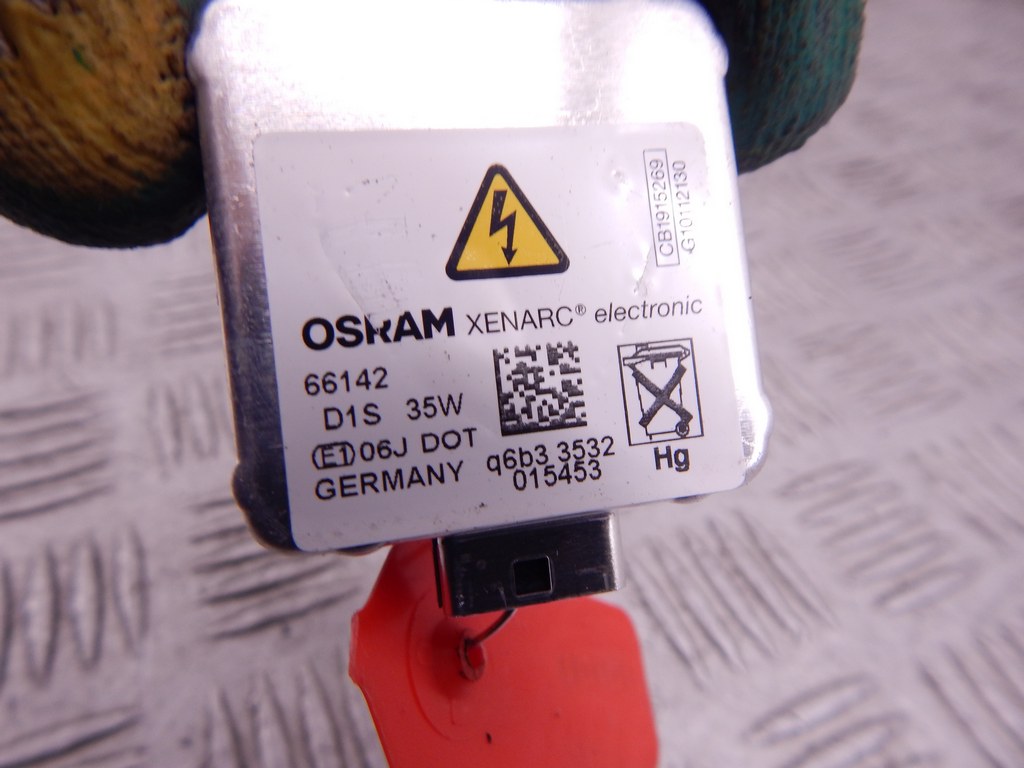 CB1915269
G10112130
OSRAM XENARC® electronic
66142
D1S 35W
E1 06J DOT
GERMANY
q6b3 3532
015453
Hg